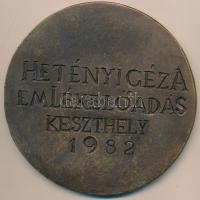 HETÉNYI GÉZA
EMLÉKELŐADÁS
KESZTHELY
1982